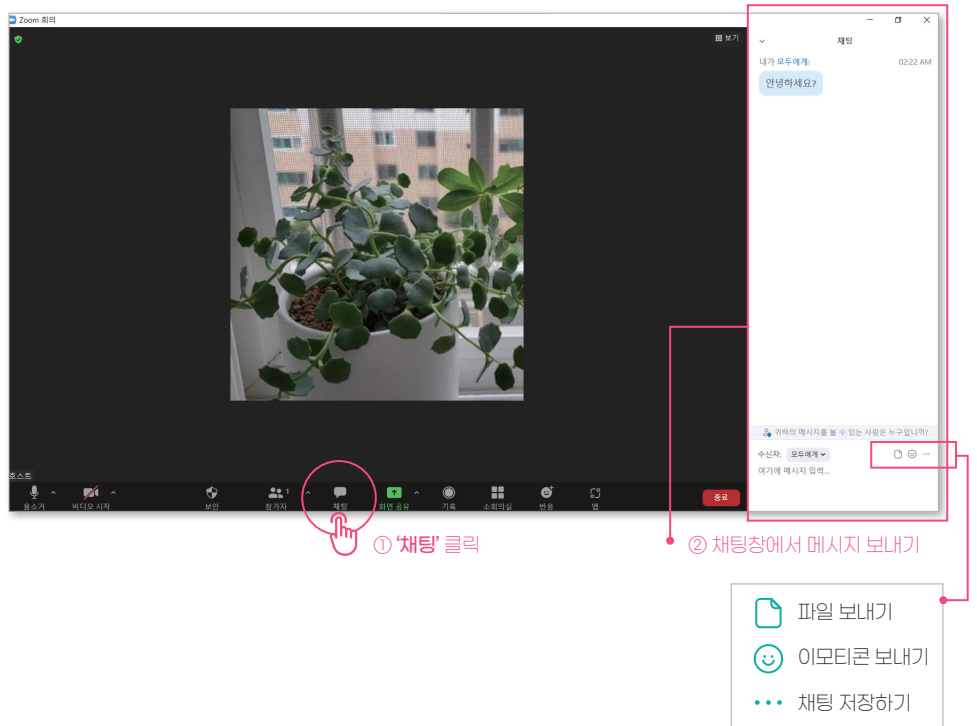 Zoom 회의
보기
채팅
내가 모두에게: 02:22 AM
안녕하세요?
귀하의 메시지를 볼 수 있는 사람은 누구입니까?
수신자: 모두에게
여기에 메시지 입력...
호스트
1
음소거 비디오 시작 보안 참가자 채팅 화면 공유 기록 소회의실 반응 앱 종료
① '채팅' 클릭
② 채팅창에서 메시지 보내기
파일 보내기
이모티콘 보내기
채팅 저장하기